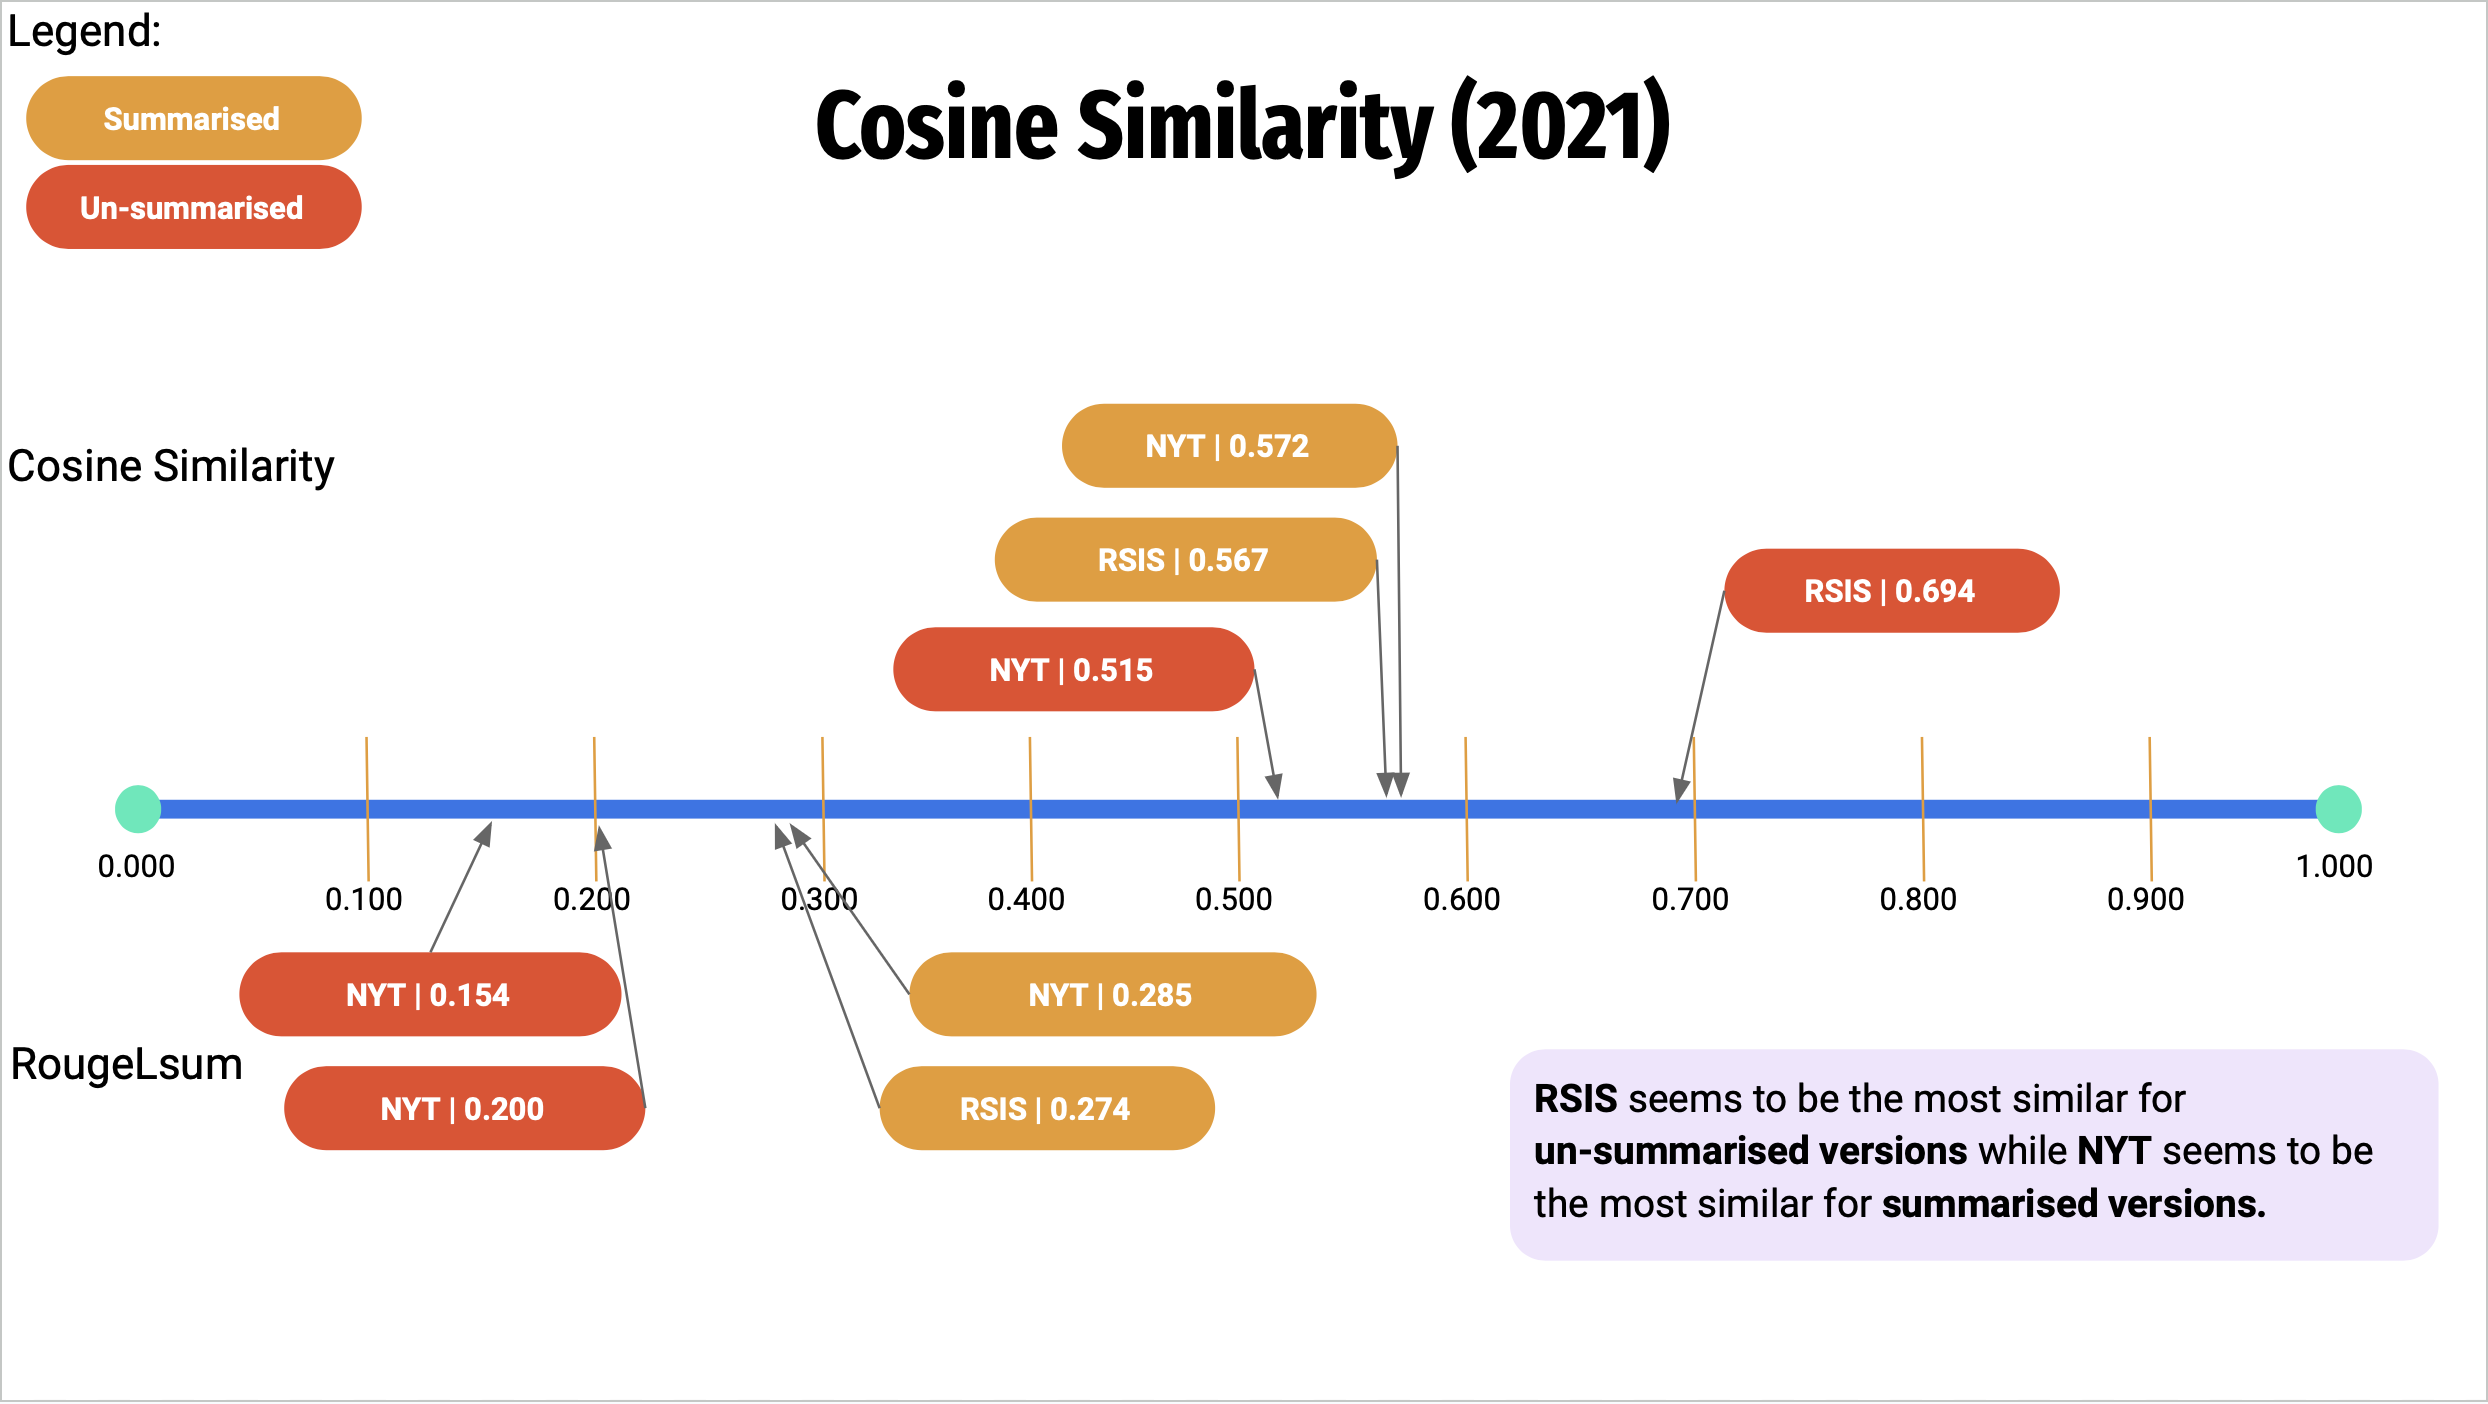 Legend:
Summarised
Un-summarised
Cosine Similarity (2021)
Cosine Similarity
NYT | 0.572
RSIS | 0.567
RSIS | 0.694
NYT | 0.515
0.000
0.100
0.200
0.300
0.400
0.500
0.600
0.700
0.800
0.900
1.000
NYT | 0.154
NYT | 0.285
RougeLsum
NYT | 0.200
RSIS | 0.274
RSIS seems to be the most similar for
un-summarised versions while NYT seems to be
the most similar for summarised versions.